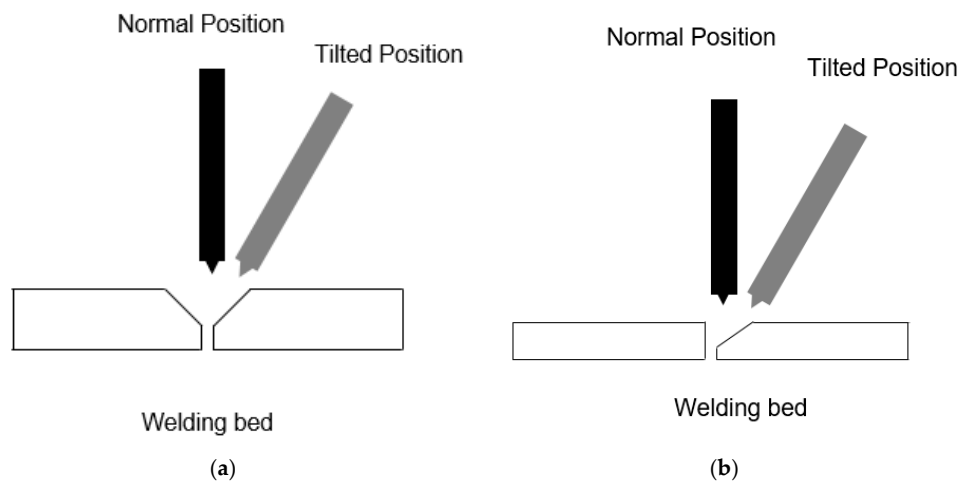 Normal Position
Tilted Position
Welding bed
(a)
Normal Position
Tilted Position
Welding bed
(b)